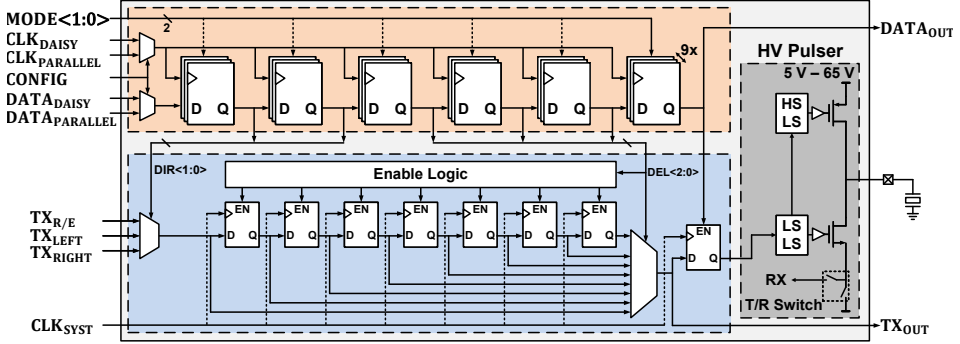 MODE<1:0>
2
DATA_OUT
CLK_DAISY
CLK_PARALLEL
CONFIG
DATA_DAISY
DATA_PARALLEL
9x
D Q D Q D Q D Q D Q D Q
HV Pulser
5 V – 65 V
HS
LS
DIR<1:0>
Enable Logic
DEL<2:0>
EN EN EN EN EN EN EN
D Q D Q D Q D Q D Q D Q D Q
EN
D Q
LS
LS
TX_R/E
TX_LEFT
TX_RIGHT
RX
T/R Switch
CLK_SYST
TX_OUT